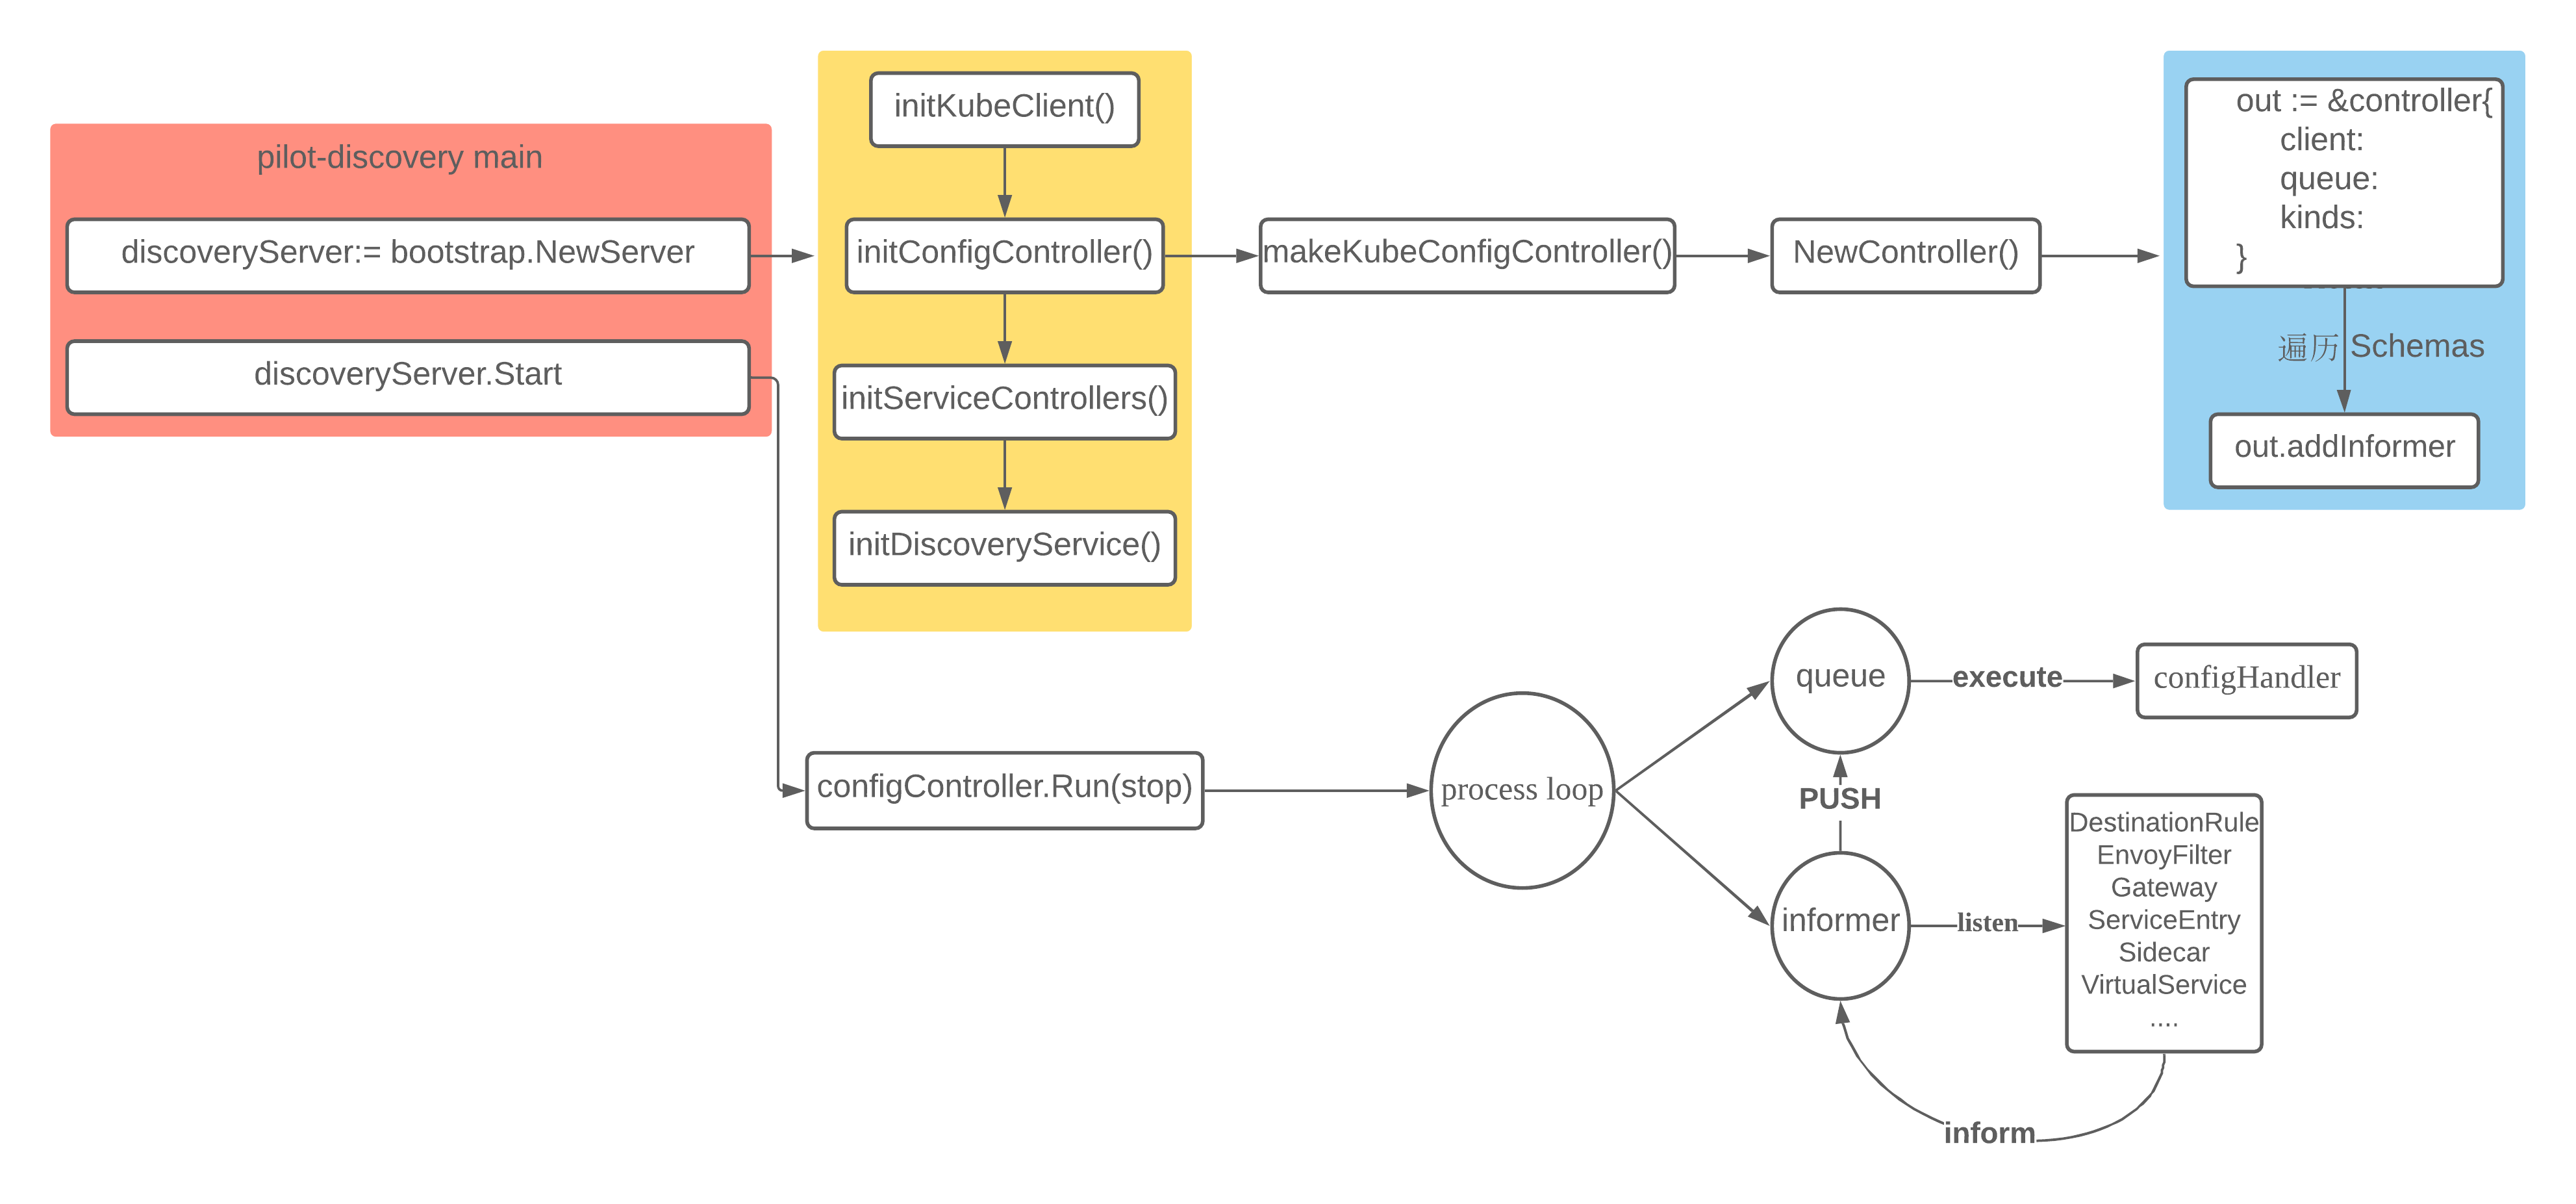 pilot-discovery main
discoveryServer:= bootstrap.NewServer
discoveryServer.Start
initKubeClient()
initConfigController()
initServiceControllers()
initDiscoveryService()
makeKubeConfigController()
NewController()
out := &controller{
client:
queue:
kinds:
}
遍历 Schemas
out.addInformer
configController.Run(stop)
process loop
queue
execute
configHandler
PUSH
informer
listen
DestinationRule
EnvoyFilter
Gateway
ServiceEntry
Sidecar
VirtualService
....
inform